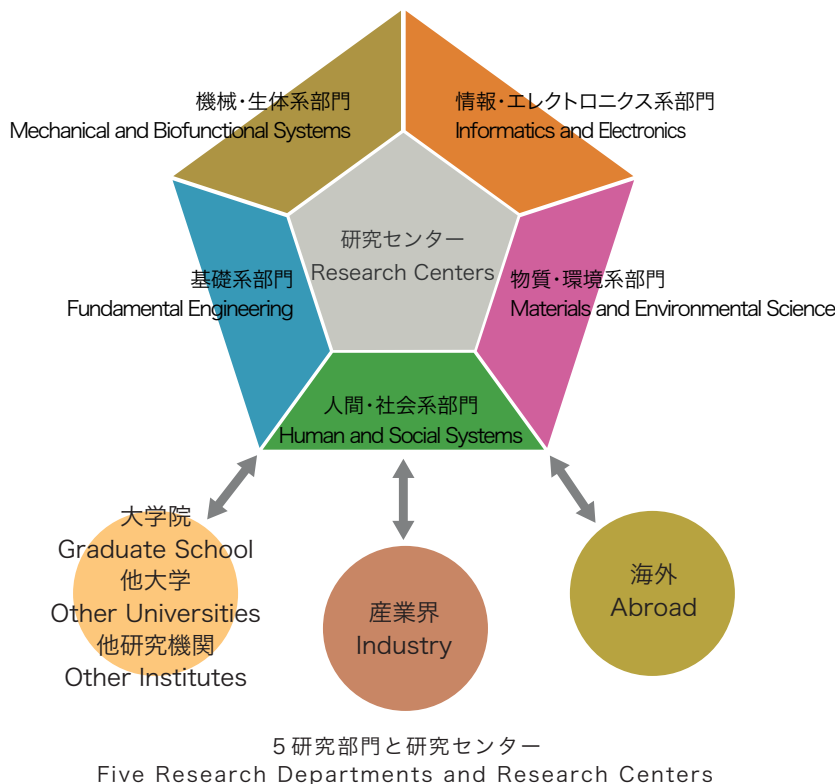 機械・生体系部門
Mechanical and Biofunctional Systems
情報・エレクトロニクス系部門
Informatics and Electronics
研究センター
Research Centers
基礎系部門
Fundamental Engineering
物質・環境系部門
Materials and Environmental Science
人間・社会系部門
Human and Social Systems
大学院
Graduate School
他大学
Other Universities
他研究機関
Other Institutes
産業界
Industry
海外
Abroad
5研究部門と研究センター
Five Research Departments and Research Centers